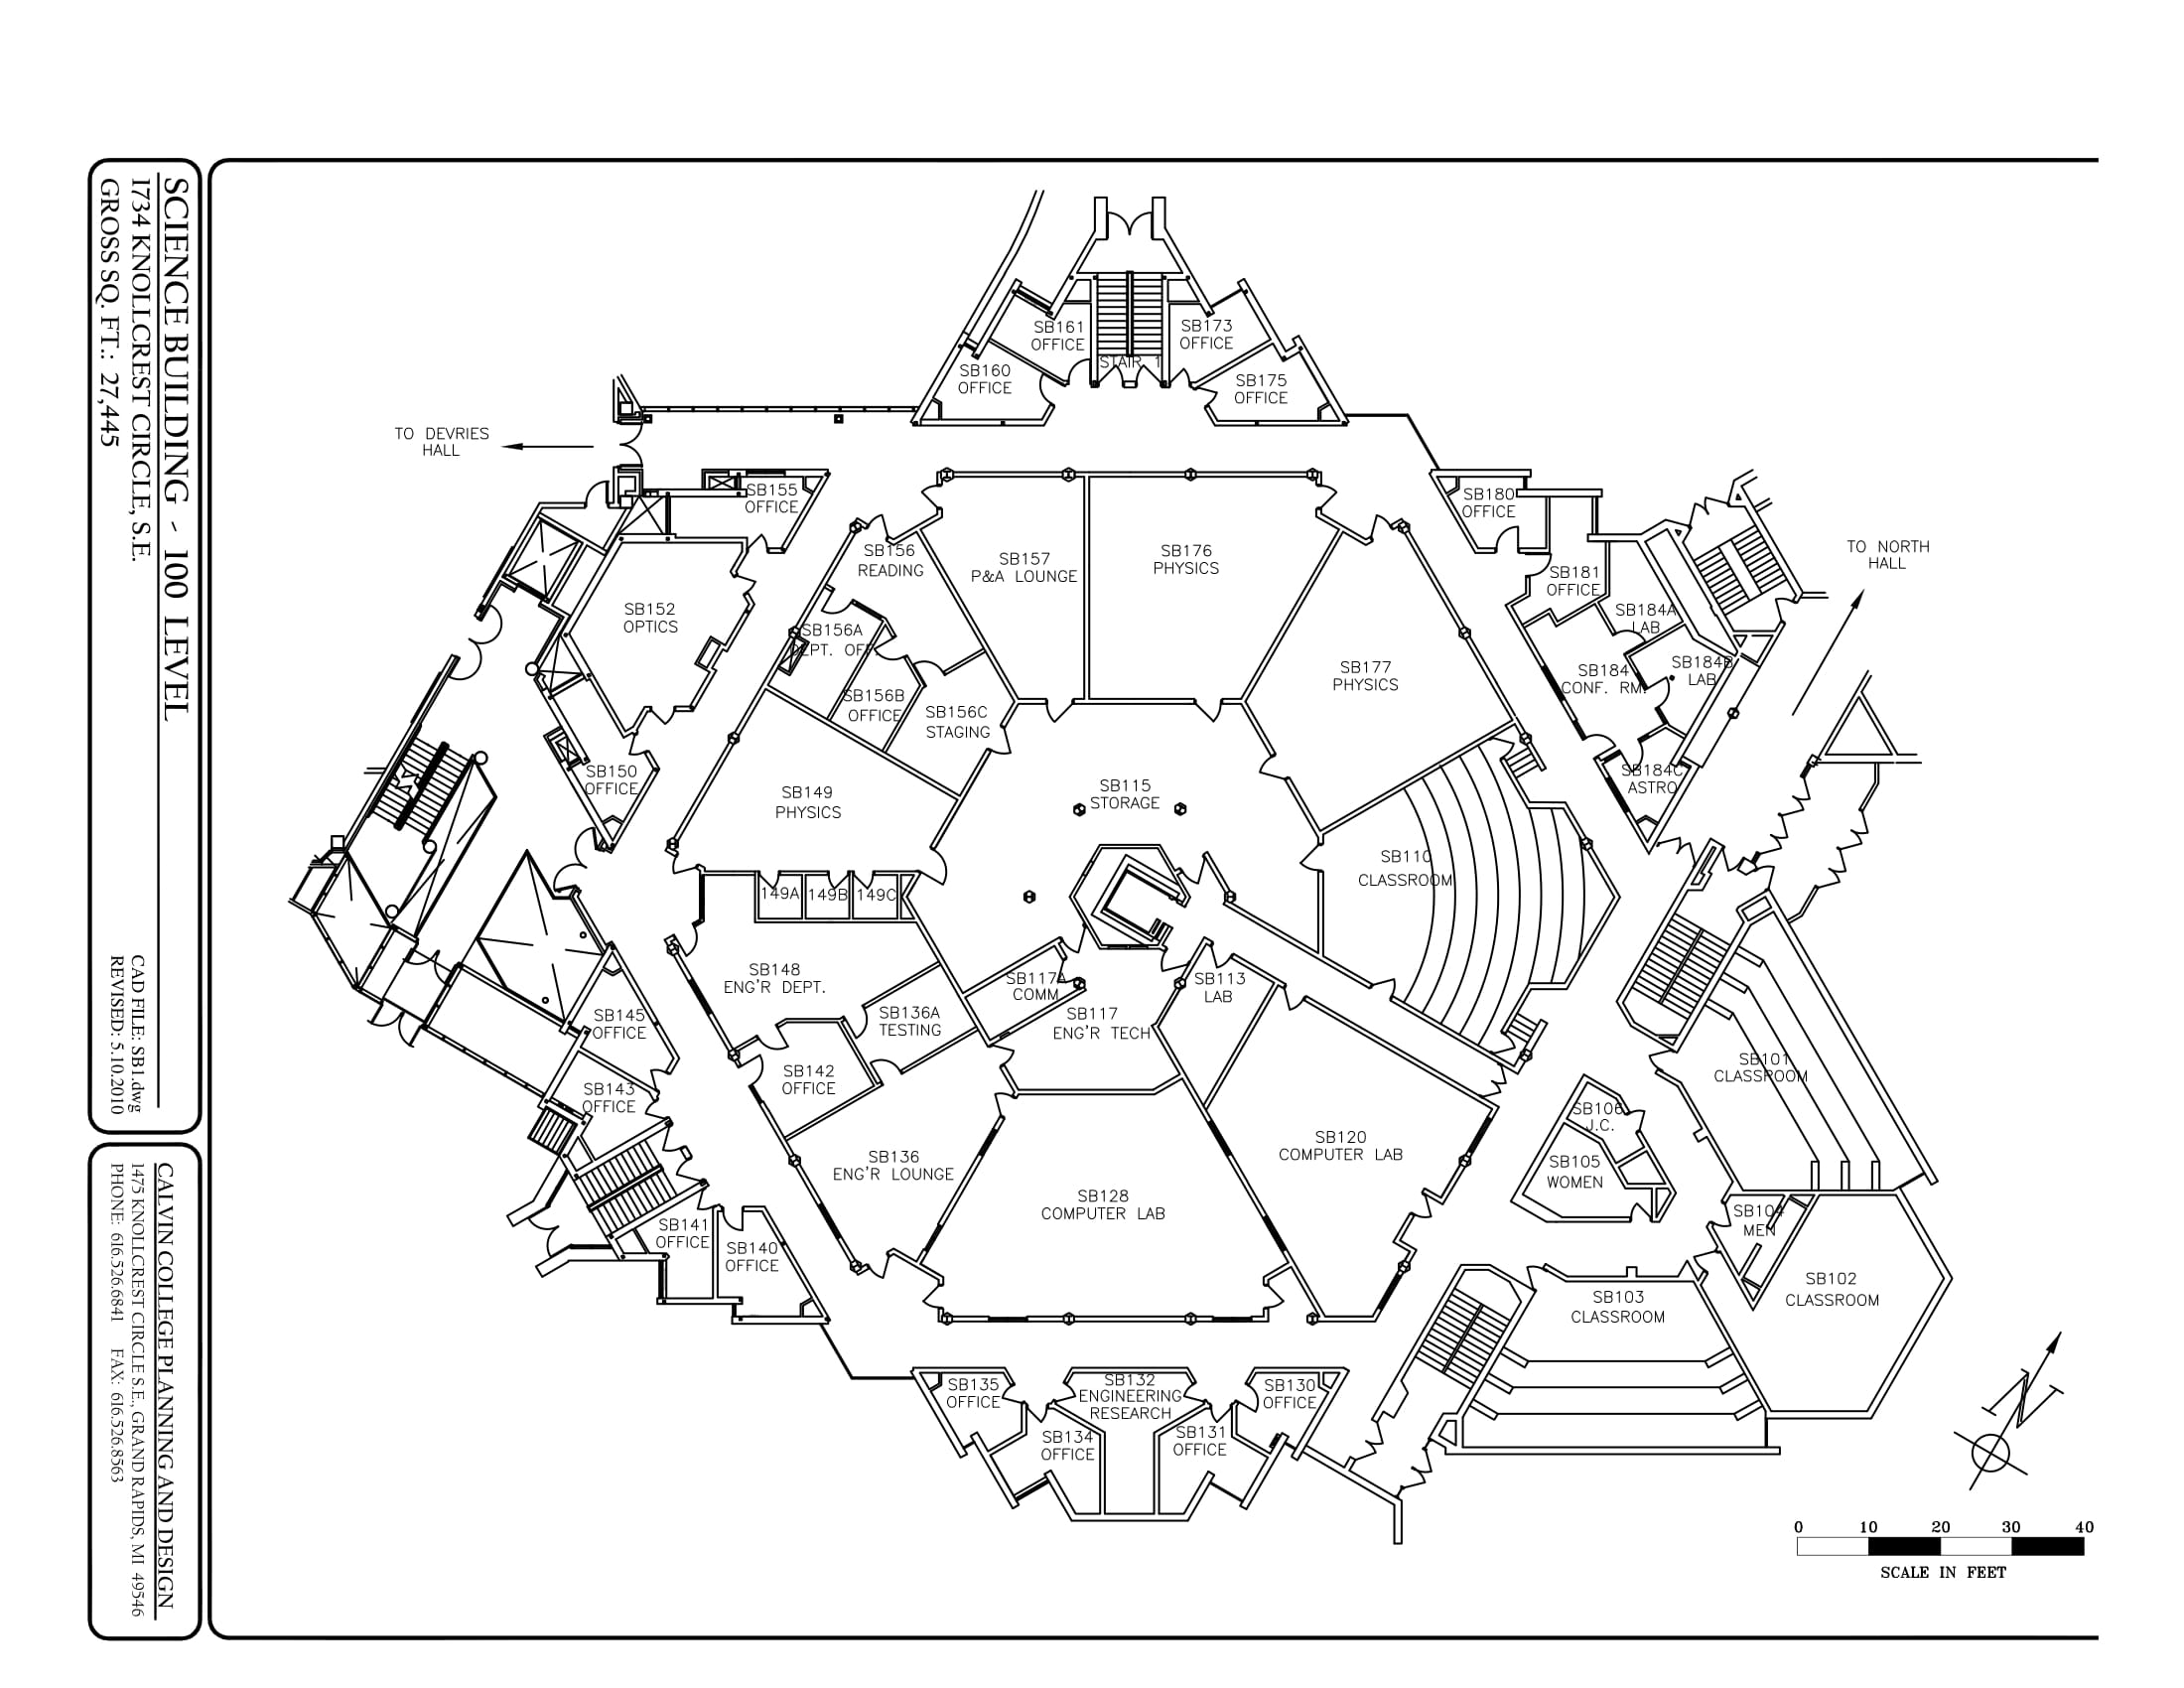 SCIENCE BUILDING - 100 LEVEL
1734 KNOLLCREST CIRCLE, S.E.
GROSS SQ. FT.: 27,445
CAD FILE: SB1.dwg
REVISED: 5.10.2010
CALVIN COLLEGE PLANNING AND DESIGN
1475 KNOLLCREST CIRCLE S.E., GRAND RAPIDS, MI 49546
PHONE: 616.526.6841 FAX: 616.526.8563
SB161
OFFICE
SB173
OFFICE
STAIR 1
SB160
OFFICE
SB175
OFFICE
TO DEVRIES
HALL
SB155
OFFICE
SB180
OFFICE
SB156
READING
SB157
P&A LOUNGE
SB176
PHYSICS
TO NORTH
HALL
SB181
OFFICE
SB152
OPTICS
SB156A
DEPT. OFF.
SB184A
LAB
SB177
PHYSICS
SB184
CONF. RM.
SB184B
LAB
SB156B
OFFICE
SB156C
STAGING
SB150
OFFICE
SB149
PHYSICS
SB115
STORAGE
SB184C
ASTRO
SB110
CLASSROOM
149A
149B
149C
SB148
ENG'R DEPT.
SB117A
COMM
SB113
LAB
SB145
OFFICE
SB136A
TESTING
SB117
ENG'R TECH
SB101
CLASSROOM
SB142
OFFICE
SB143
OFFICE
SB106
J.C.
SB120
COMPUTER LAB
SB136
ENG'R LOUNGE
SB105
WOMEN
SB128
COMPUTER LAB
SB104
MEN
SB141
OFFICE
SB140
OFFICE
SB102
CLASSROOM
SB103
CLASSROOM
SB135
OFFICE
SB132
ENGINEERING
RESEARCH
SB130
OFFICE
SB134
OFFICE
SB131
OFFICE
N
0 10 20 30 40
SCALE IN FEET